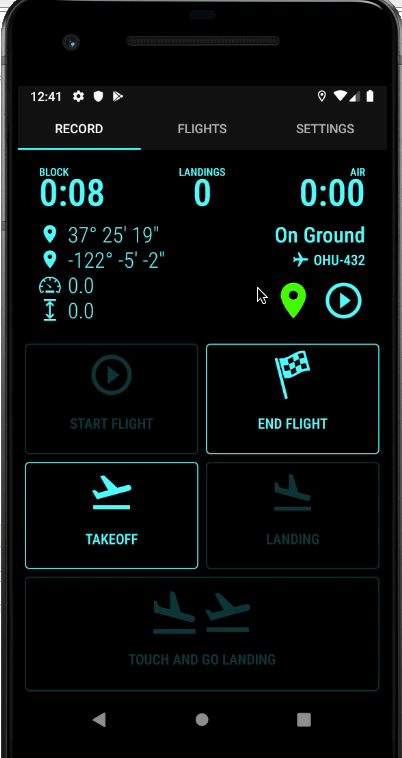 12:41
RECORD FLIGHTS SETTINGS
BLOCK LANDINGS AIR
0:08 0 0:00
37° 25' 19" On Ground
-122° -5' -2" OHU-432
0.0
0.0
START FLIGHT END FLIGHT
TAKEOFF LANDING
TOUCH AND GO LANDING